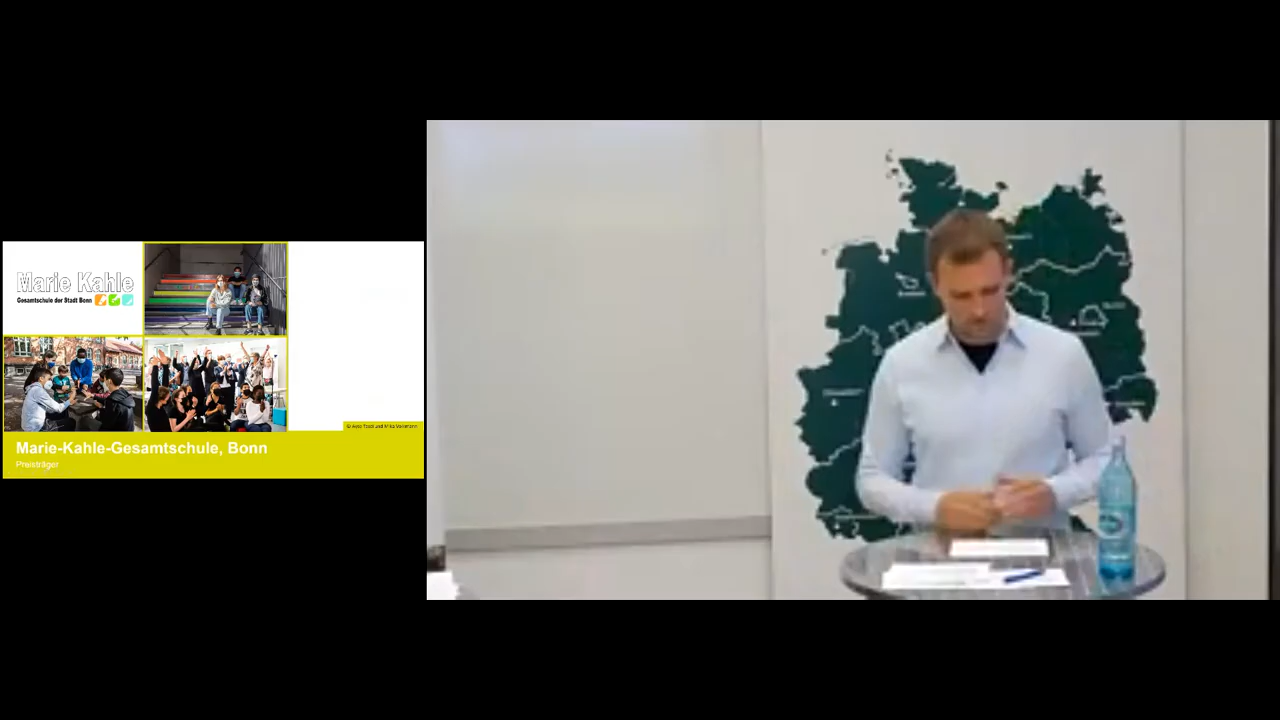 Marie Kahle
Gesamtschule der Stadt Bonn
Marie-Kahle-Gesamtschule, Bonn
Preisträger